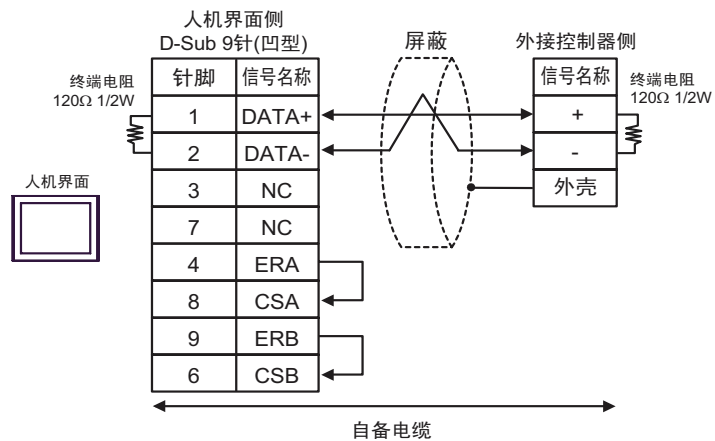 人机界面侧
D-Sub 9针(凹型)
屏蔽
外接控制器侧
终端电阻
120Ω 1/2W
针脚 信号名称
1 DATA+
2 DATA-
3 NC
7 NC
4 ERA
8 CSA
9 ERB
6 CSB
信号名称
+
-
外壳
终端电阻
120Ω 1/2W
人机界面
自备电缆